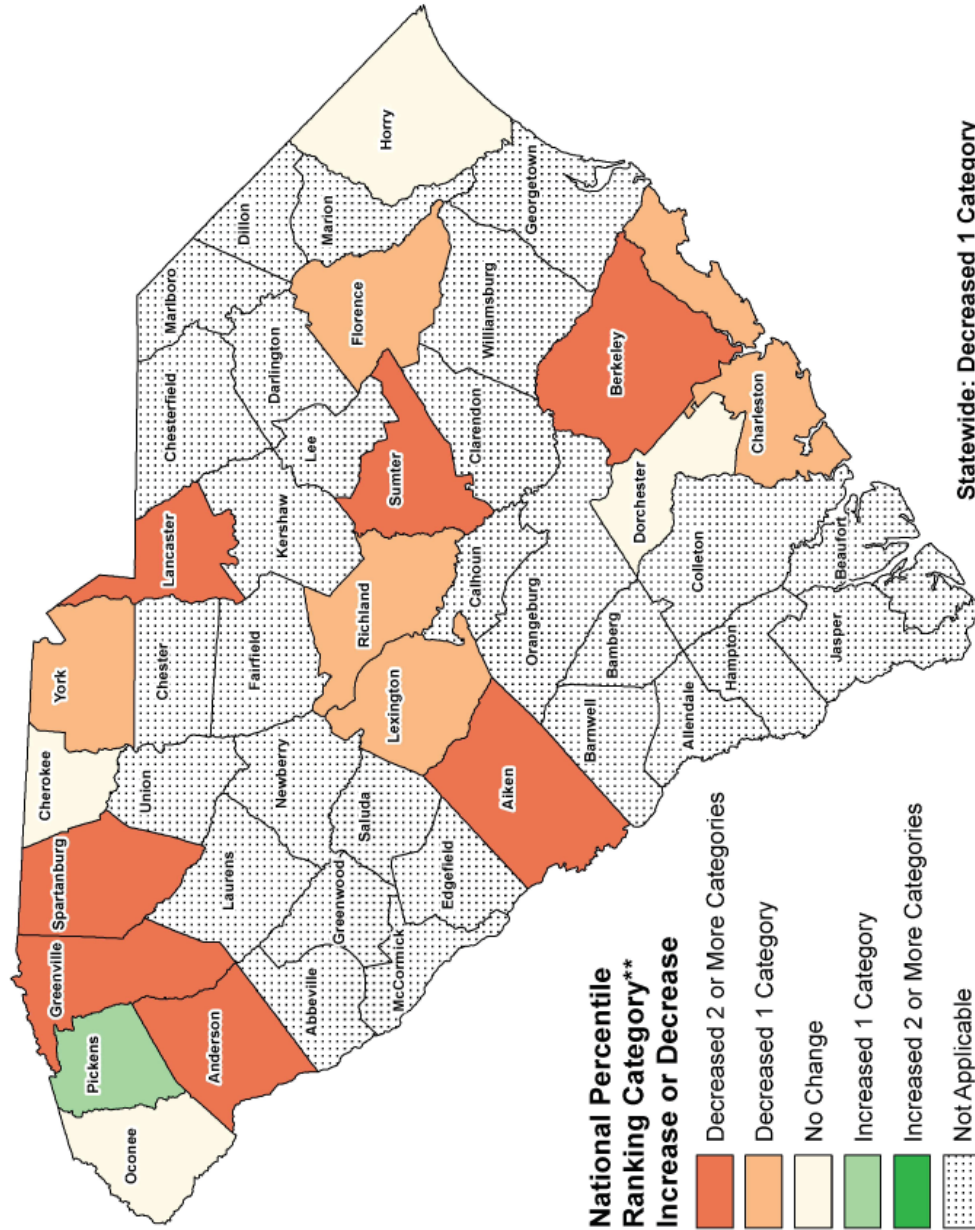 Oconee
Pickens
Greenville
Spartanburg
Cherokee
York
Anderson
Union
Chester
Lancaster
Chesterfield
Marlboro
Dillon
Laurens
Fairfield
Kershaw
Darlington
Marion
Horry
Abbeville
Newberry
Lee
Florence
Greenwood
Saluda
Richland
Sumter
McCormick
Lexington
Edgefield
Calhoun
Clarendon
Williamsburg
Georgetown
Aiken
Orangeburg
Barnwell
Bamberg
Berkeley
Dorchester
Allendale
Colleton
Charleston
Hampton
Jasper
Beaufort
National Percentile
Ranking Category**
Increase or Decrease
Decreased 2 or More Categories
Decreased 1 Category
No Change
Increased 1 Category
Increased 2 or More Categories
Not Applicable
Statewide: Decreased 1 Category